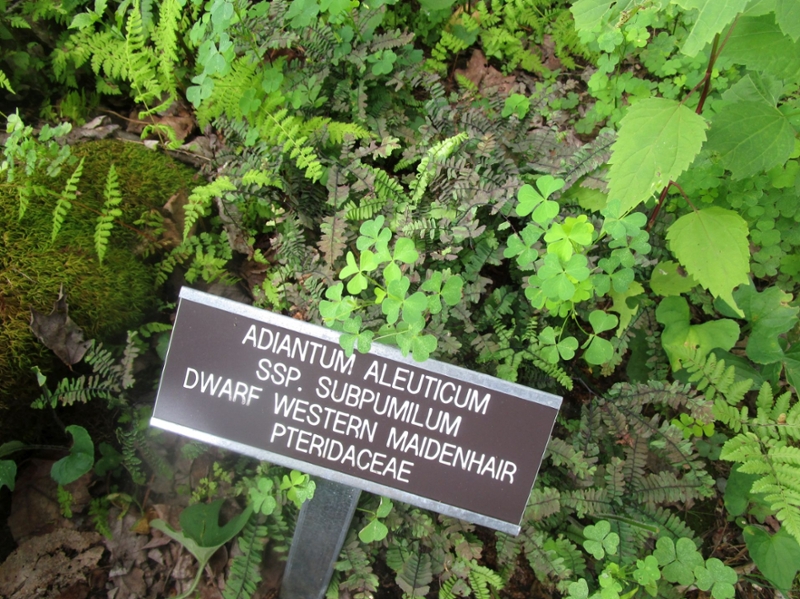 ADIANTUM ALEUTICUM
SSP. SUBPUMILUM
DWARF WESTERN MAIDENHAIR
PTERIDACEAE